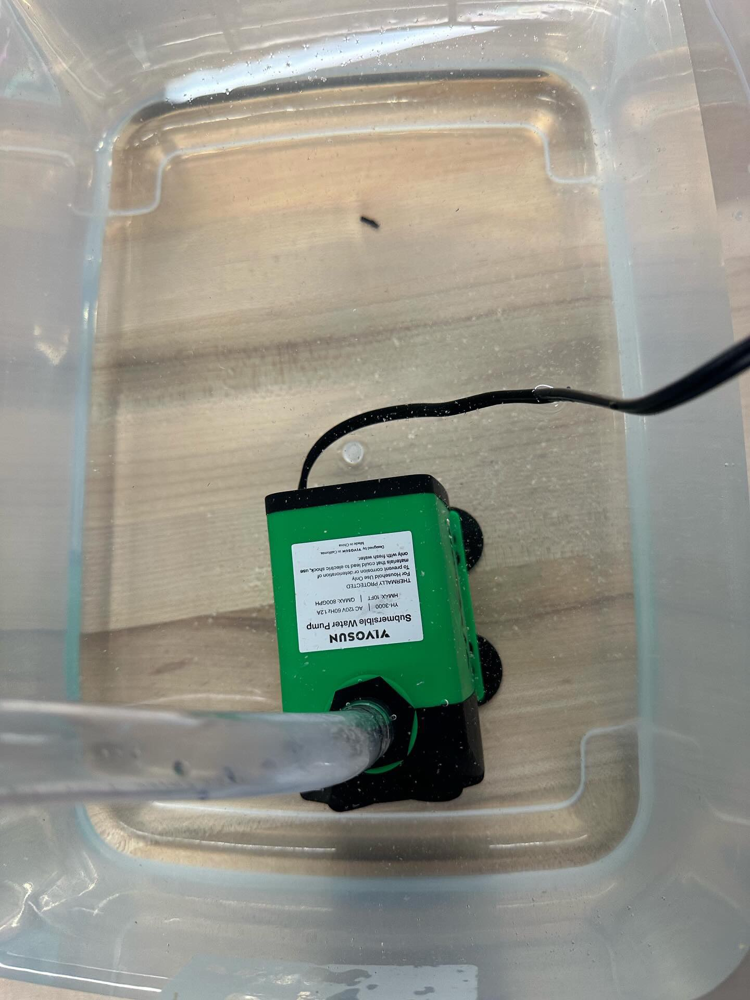 VIVOSUN
Submersible Water Pump
YH-3000 | AC 120V 60Hz 1.2A
HMAX: 10FT | QMAX: 800GPH
THERMALLY PROTECTED
For Household Use Only
To prevent corrosion or deterioration of
materials that could lead to electric shock, use
only with fresh water.
Designed by VIVOSUN in California.
Made in China